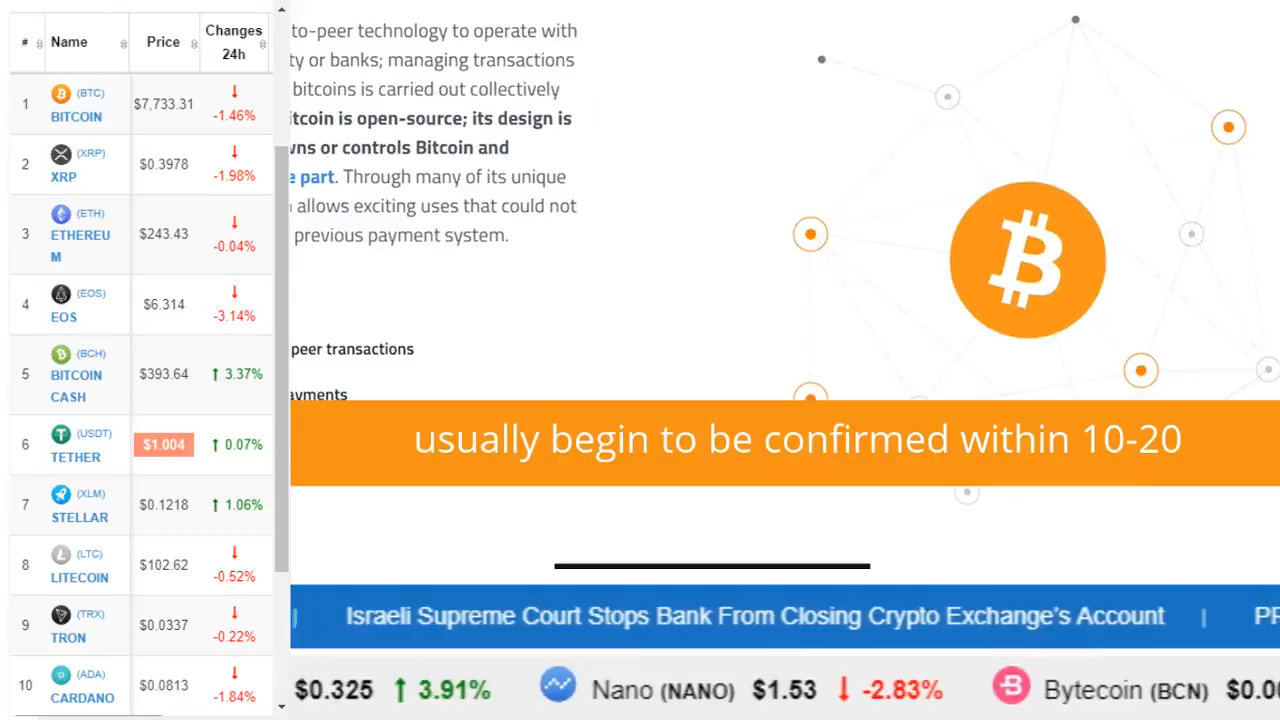 # Name Price Changes 24h
1 (BTC) BITCOIN $7,733.31 ↓ -1.46%
2 (XRP) XRP $0.3978 ↓ -1.98%
3 (ETH) ETHEREUM $243.43 ↓ -0.04%
4 (EOS) EOS $6.314 ↓ -3.14%
5 (BCH) BITCOIN CASH $393.64 ↑ 3.37%
6 (USDT) TETHER $1.004 ↑ 0.07%
7 (XLM) STELLAR $0.1218 ↑ 1.06%
8 (LTC) LITECOIN $102.62 ↓ -0.52%
9 (TRX) TRON $0.0337 ↓ -0.22%
10 (ADA) CARDANO $0.0813 ↓ -1.84%
to-peer technology to operate with
ty or banks; managing transactions
bitcoins is carried out collectively
itcoin is open-source; its design is
wns or controls Bitcoin and
e part. Through many of its unique
allows exciting uses that could not
previous payment system.
peer transactions
ayments
usually begin to be confirmed within 10-20
| Israeli Supreme Court Stops Bank From Closing Crypto Exchange's Account |
$0.325 ↑ 3.91% Nano (NANO) $1.53 ↓ -2.83% Bytecoin (BCN)